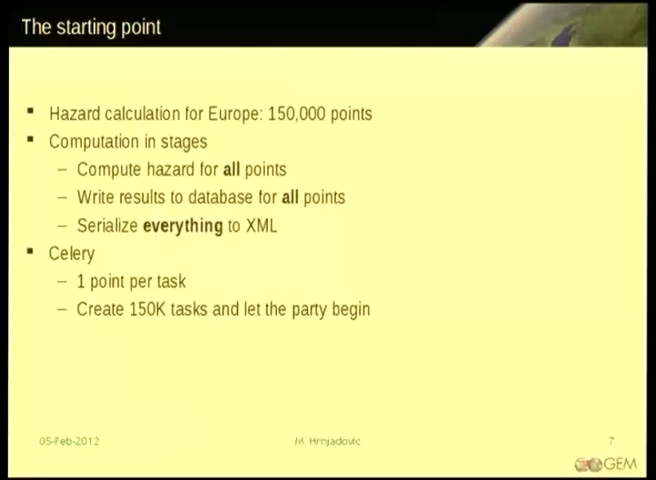 The starting point
Hazard calculation for Europe: 150,000 points
Computation in stages
– Compute hazard for all points
– Write results to database for all points
– Serialize everything to XML
Celery
– 1 point per task
– Create 150K tasks and let the party begin
05-Feb-2012 M. Hrnjadovic 7
GEM